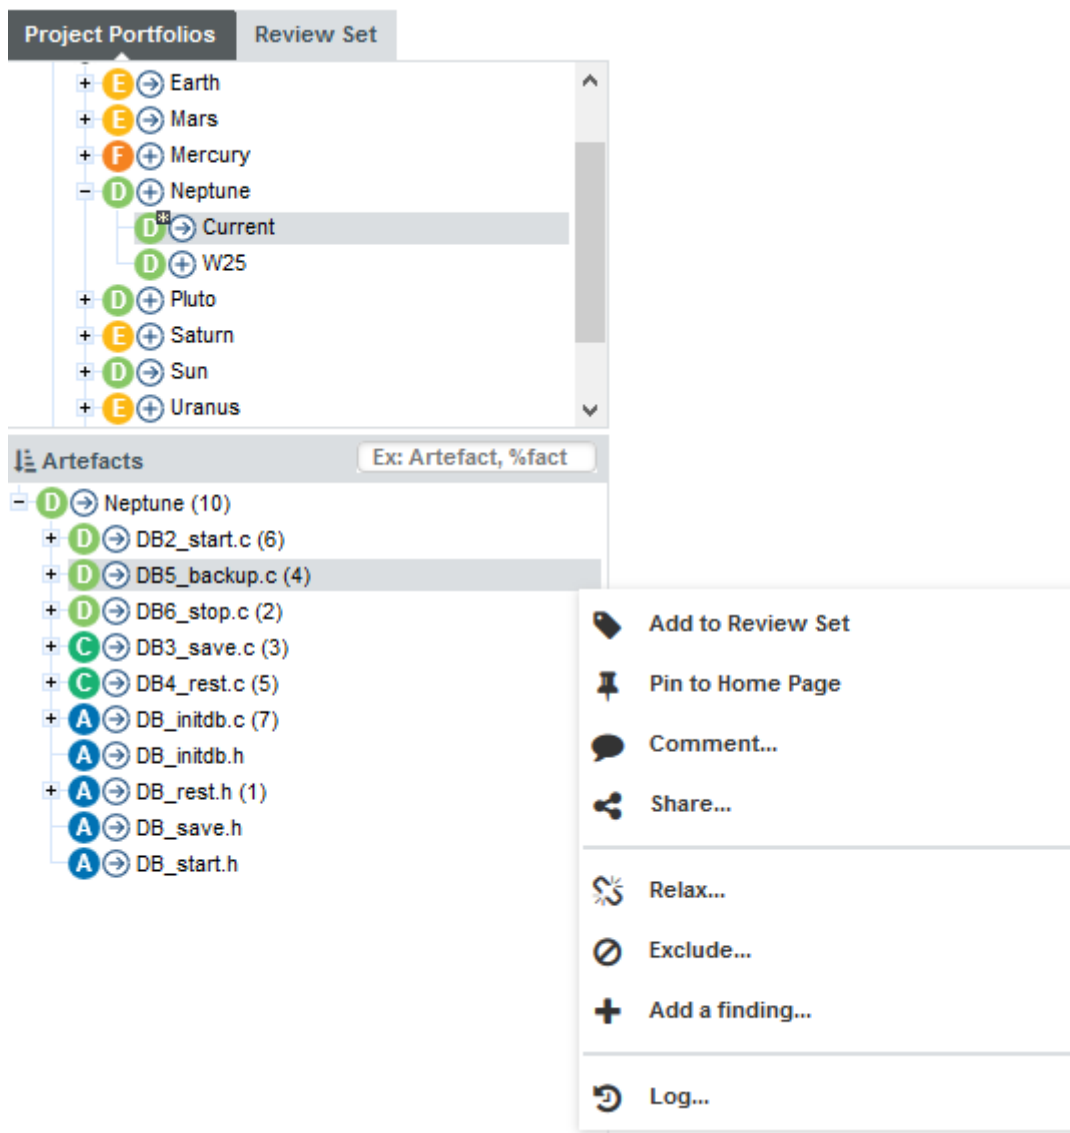 Project Portfolios Review Set
E Earth
E Mars
F Mercury
D Neptune
D* Current
D W25
D Pluto
E Saturn
D Sun
E Uranus
Artefacts Ex: Artefact, %fact
D Neptune (10)
D DB2_start.c (6)
D DB5_backup.c (4)
D DB6_stop.c (2)
C DB3_save.c (3)
C DB4_rest.c (5)
A DB_initdb.c (7)
A DB_initdb.h
A DB_rest.h (1)
A DB_save.h
A DB_start.h
Add to Review Set
Pin to Home Page
Comment...
Share...
Relax...
Exclude...
Add a finding...
Log...